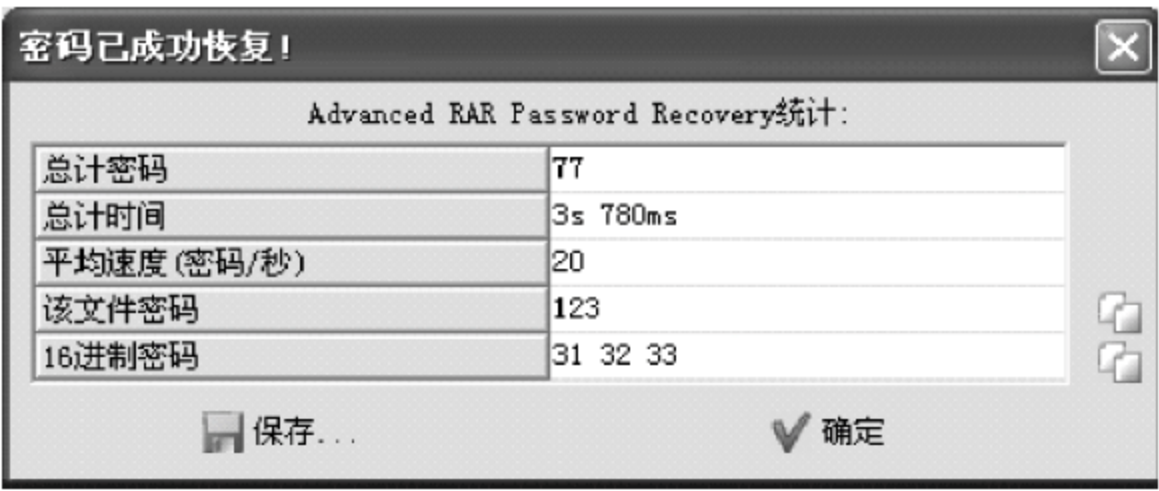 密码已成功恢复!
Advanced RAR Password Recovery统计:
总计密码 77
总计时间 3s 780ms
平均速度(密码/秒) 20
该文件密码 123
16进制密码 31 32 33
保存... 确定